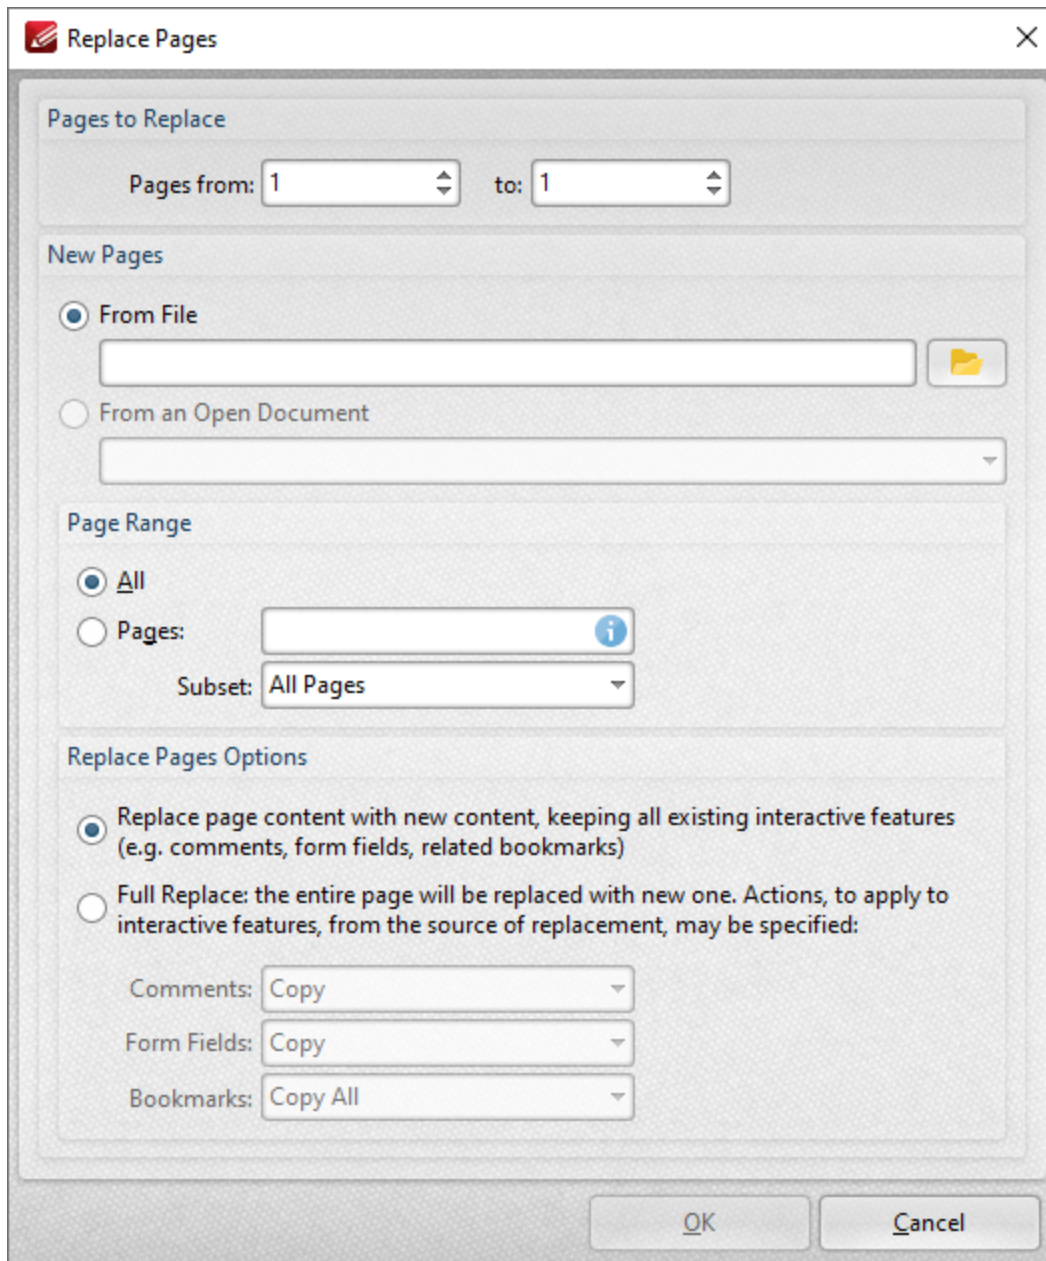 Replace Pages
Pages to Replace
Pages from: 1 to: 1
New Pages
From File
From an Open Document
Page Range
All
Pages:
Subset: All Pages
Replace Pages Options
Replace page content with new content, keeping all existing interactive features
(e.g. comments, form fields, related bookmarks)
Full Replace: the entire page will be replaced with new one. Actions, to apply to
interactive features, from the source of replacement, may be specified:
Comments: Copy
Form Fields: Copy
Bookmarks: Copy All
OK Cancel